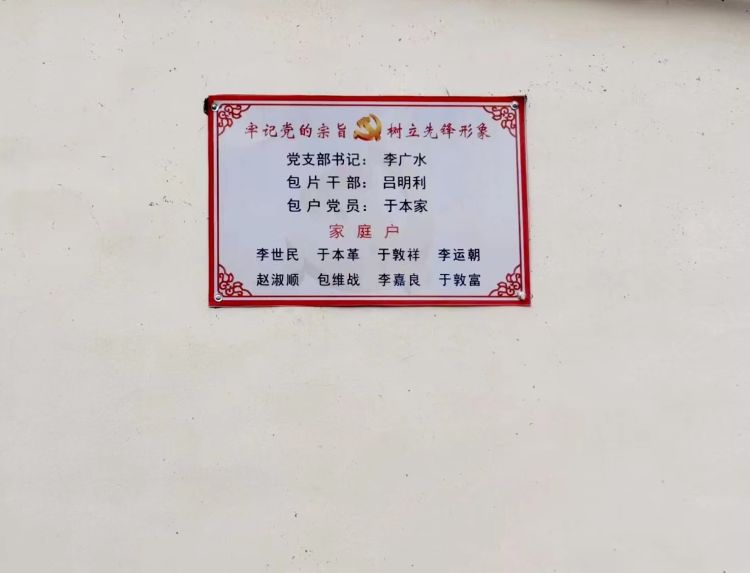 牢记党的宗旨 树立先锋形象
党支部书记： 李广水
包片干部： 吕明利
包户党员： 于本家
家庭户
李世民 于本革 于敦祥 李运朝
赵淑顺 包维战 李嘉良 于敦富